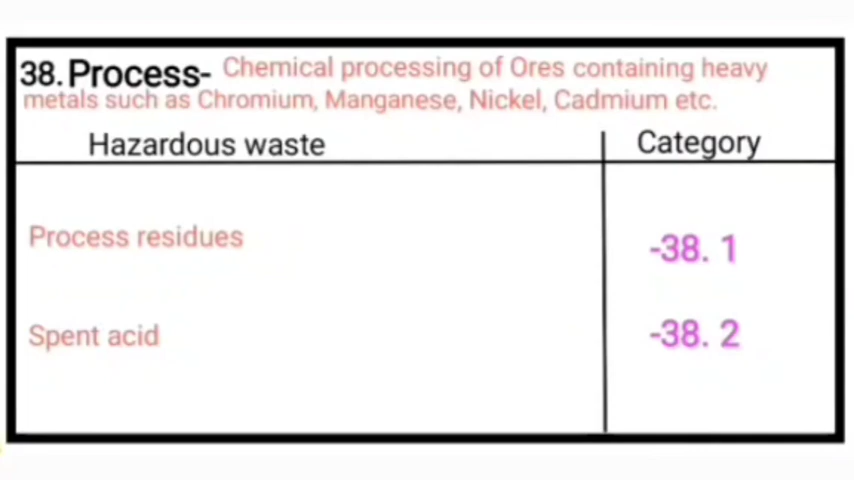 38. Process- Chemical processing of Ores containing heavy
metals such as Chromium, Manganese, Nickel, Cadmium etc.
Hazardous waste Category
Process residues -38. 1
Spent acid -38. 2